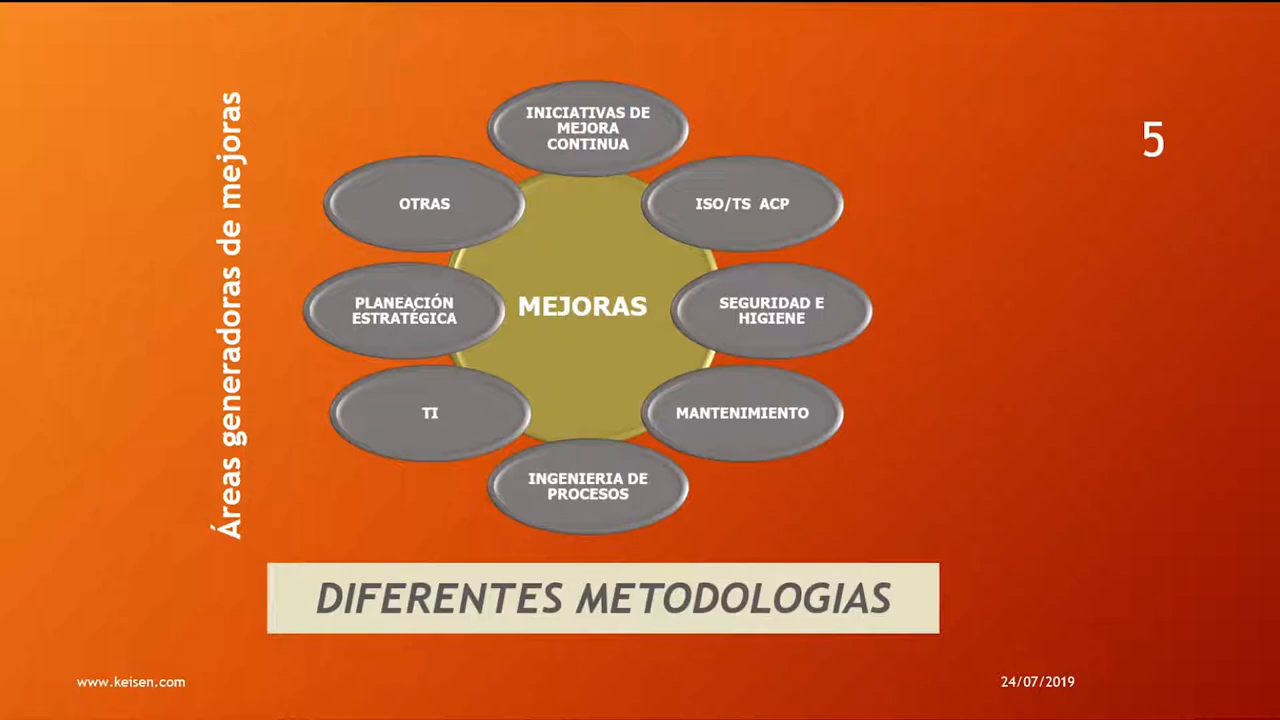 Áreas generadoras de mejoras
5
INICIATIVAS DE
MEJORA
CONTINUA
OTRAS
ISO/TS ACP
PLANEACIÓN
ESTRATÉGICA
MEJORAS
SEGURIDAD E
HIGIENE
TI
MANTENIMIENTO
INGENIERIA DE
PROCESOS
DIFERENTES METODOLOGIAS
www.keisen.com
24/07/2019